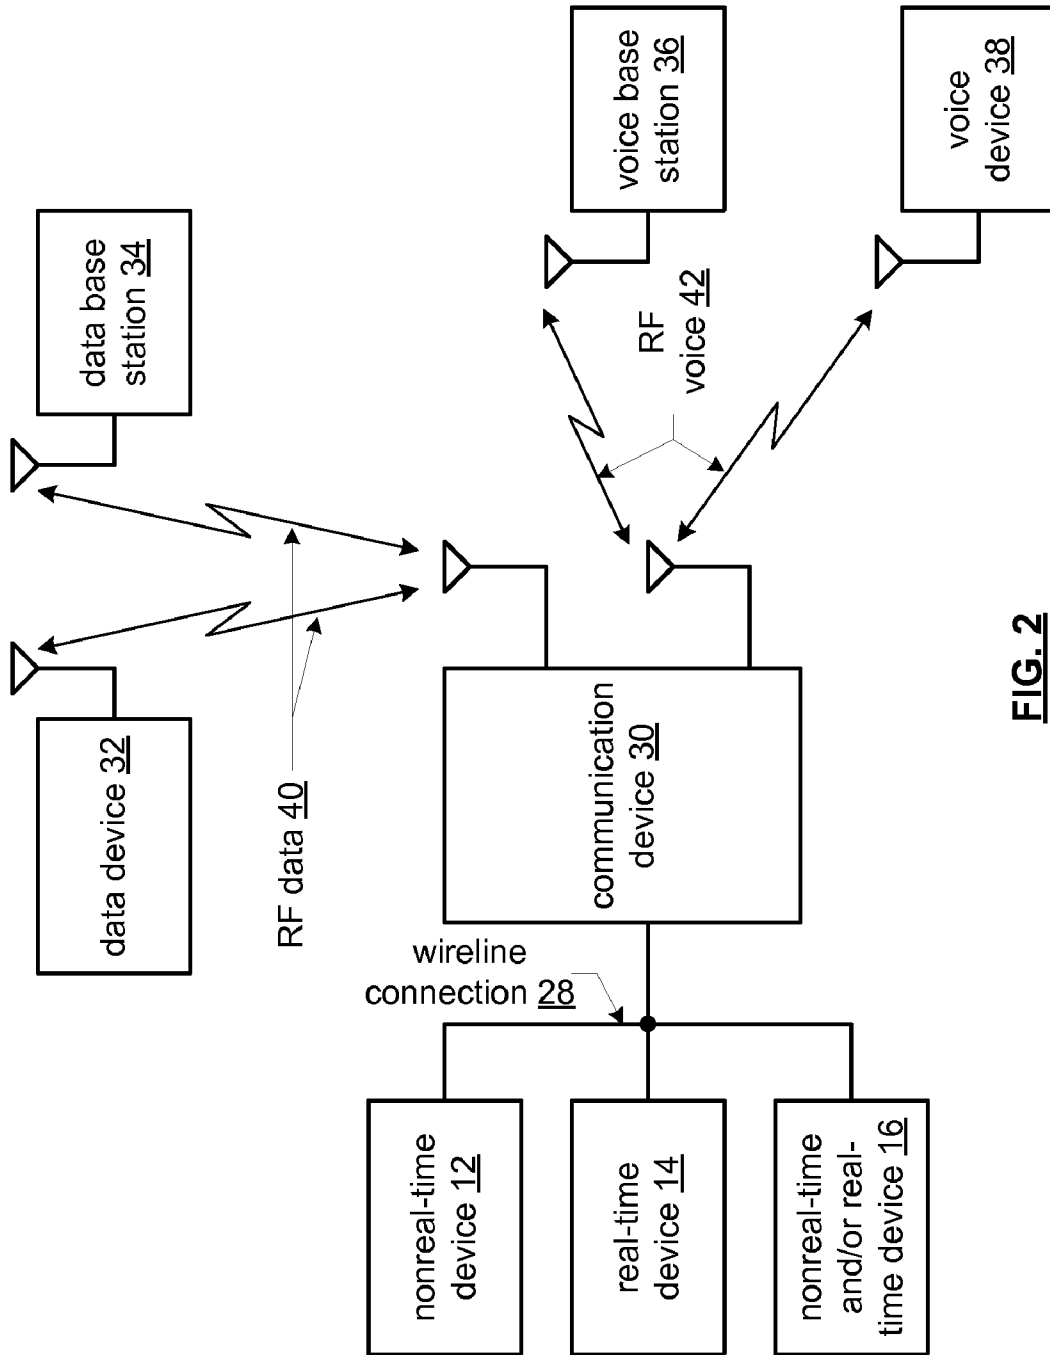 data device 32
data base
station 34
RF data 40
nonreal-time
device 12
wireline
connection 28
real-time
device 14
communication
device 30
RF
voice 42
voice base
station 36
nonreal-time
and/or real-
time device 16
voice
device 38
FIG. 2